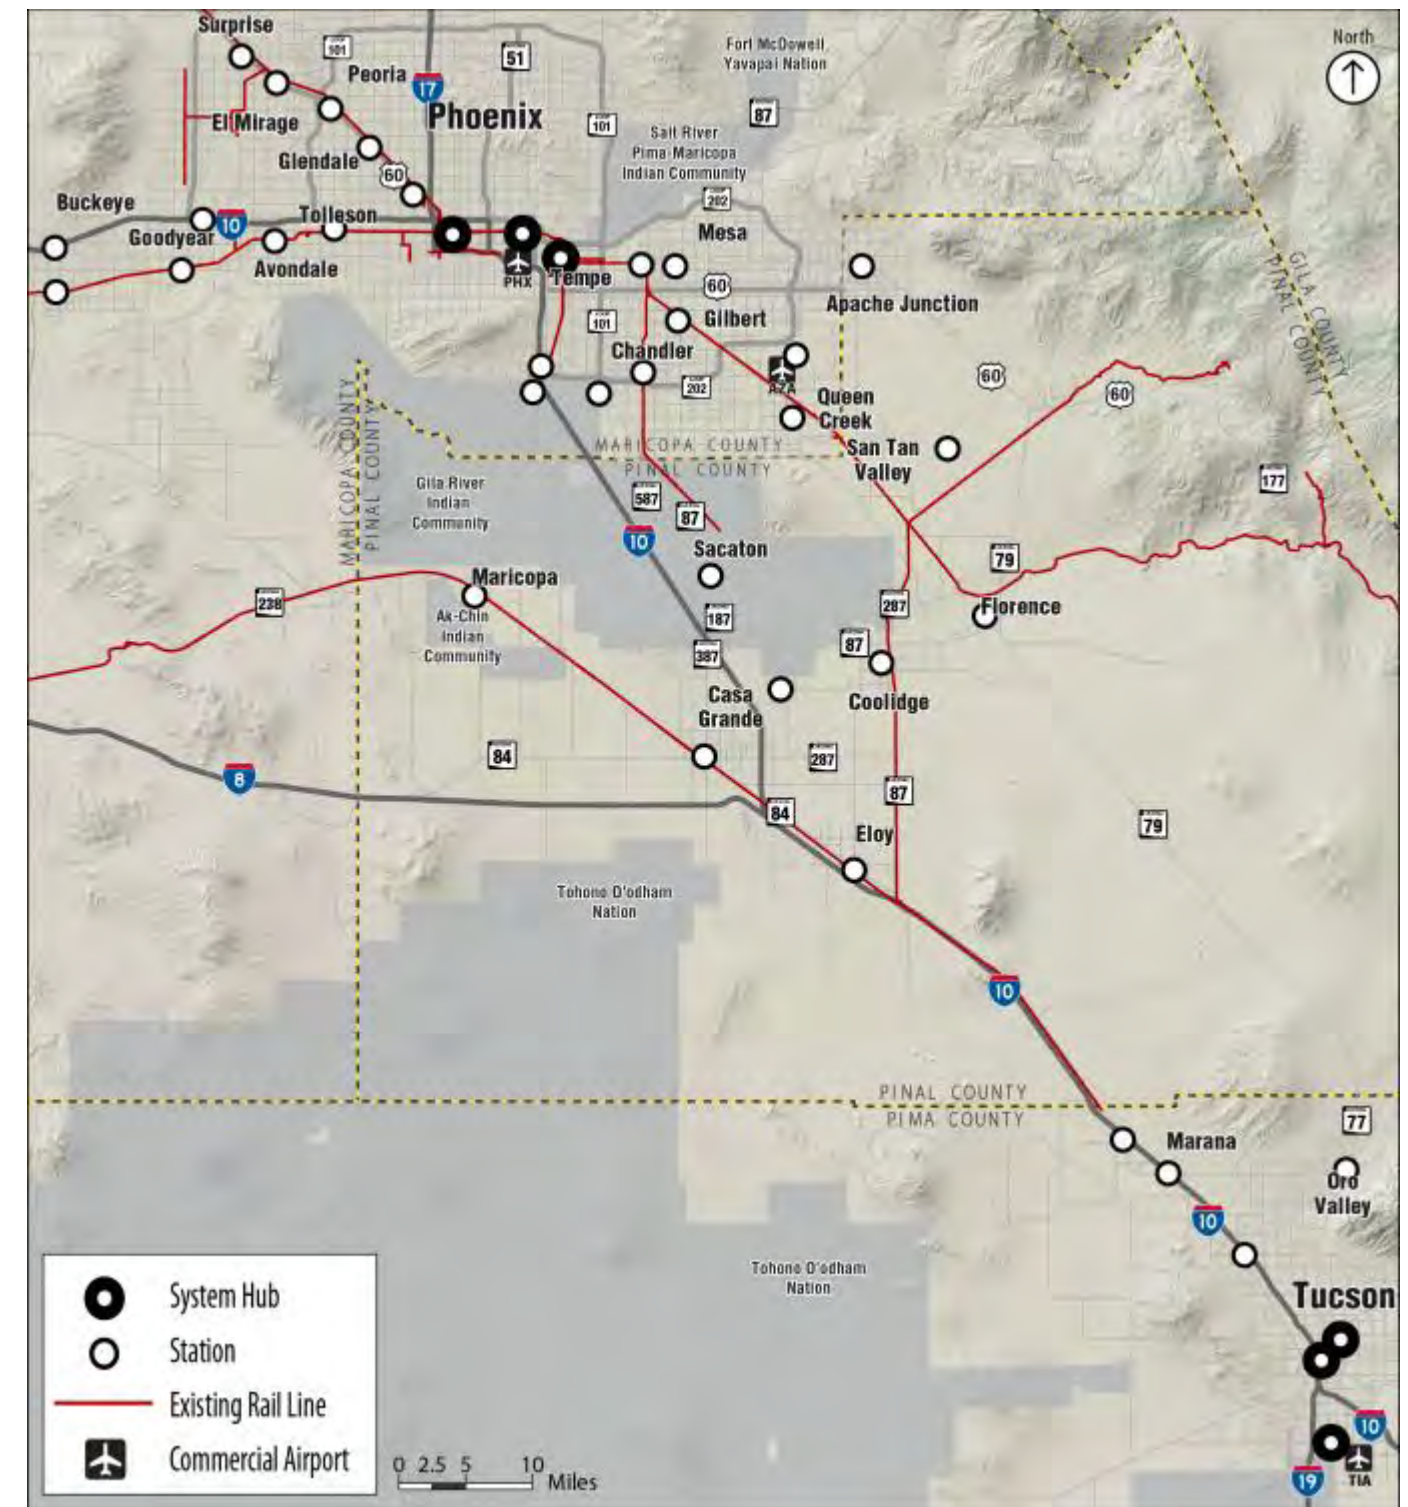 Surprise
LOOP
101
51
Fort McDowell
Yavapai Nation
North
Peoria
17
Phoenix
87
El Mirage
LOOP
101
Salt River
Pima-Maricopa
Indian Community
Glendale
60
Buckeye
LOOP
202
10
Tolleson
Goodyear
Mesa
Avondale
PHX
Tempe
60
Apache Junction
GILA COUNTY
PINAL COUNTY
LOOP
101
Gilbert
Chandler
AZA
LOOP
202
60
60
Queen
Creek
MARICOPA COUNTY
PINAL COUNTY
MARICOPA COUNTY
PINAL COUNTY
San Tan
Valley
177
Gila River
Indian
Community
587
87
10
Sacaton
79
Maricopa
238
287
Florence
Ak-Chin
Indian
Community
187
87
387
Casa
Grande
Coolidge
84
287
8
87
84
79
Eloy
Tohono O'odham
Nation
10
PINAL COUNTY
PIMA COUNTY
77
Marana
Oro
Valley
10
Tohono O'odham
Nation
Tucson
System Hub
Station
Existing Rail Line
Commercial Airport
0 2.5 5 10
Miles
10
19
TIA